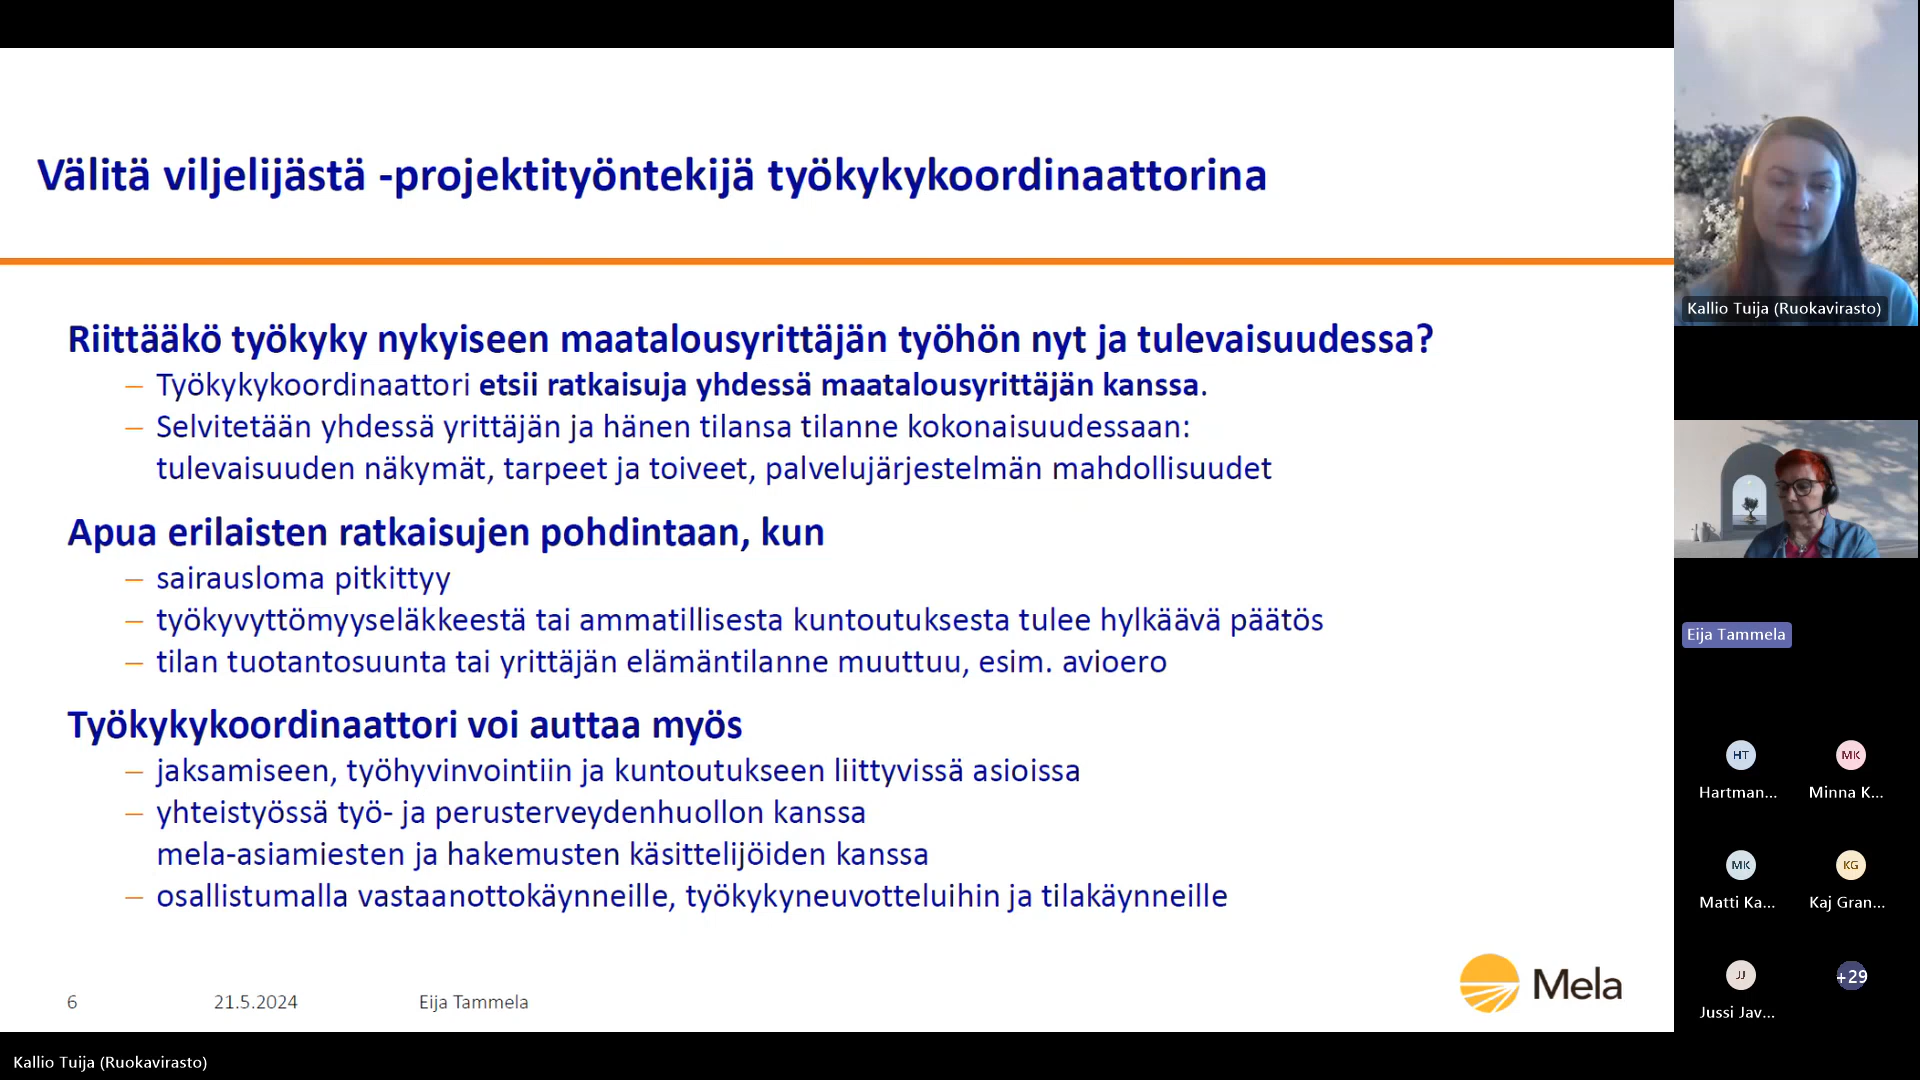 Välitä viljelijästä -projektityöntekijä työkykykoordinaattorina
Riittääkö työkyky nykyiseen maatalousyrittäjän työhön nyt ja tulevaisuudessa?
– Työkykykoordinaattori etsii ratkaisuja yhdessä maatalousyrittäjän kanssa.
– Selvitetään yhdessä yrittäjän ja hänen tilansa tilanne kokonaisuudessaan:
tulevaisuuden näkymät, tarpeet ja toiveet, palvelujärjestelmän mahdollisuudet
Apua erilaisten ratkaisujen pohdintaan, kun
– sairausloma pitkittyy
– työkyvyttömyyseläkkeestä tai ammatillisesta kuntoutuksesta tulee hylkäävä päätös
– tilan tuotantosuunta tai yrittäjän elämäntilanne muuttuu, esim. avioero
Työkykykoordinaattori voi auttaa myös
– jaksamiseen, työhyvinvointiin ja kuntoutukseen liittyvissä asioissa
– yhteistyössä työ- ja perusterveydenhuollon kanssa
mela-asiamiesten ja hakemusten käsittelijöiden kanssa
– osallistumalla vastaanottokäynneille, työkykyneuvotteluihin ja tilakäynneille
6 21.5.2024 Eija Tammela
Mela
Kallio Tuija (Ruokavirasto)
Kallio Tuija (Ruokavirasto)
Eija Tammela
HT MK
Hartman... Minna K...
MK KG
Matti Ka... Kaj Gran...
JJ +29
Jussi Jav...